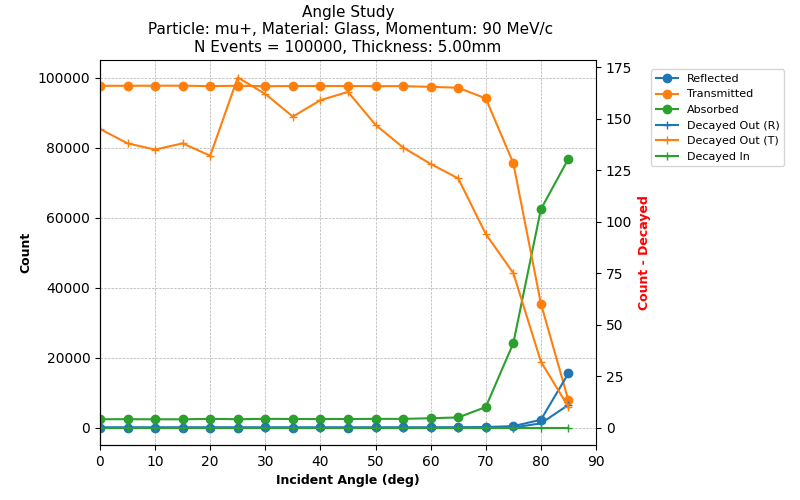 Angle Study
Particle: mu+, Material: Glass, Momentum: 90 MeV/c
N Events = 100000, Thickness: 5.00mm
100000
80000
60000
40000
20000
0
Count
0 10 20 30 40 50 60 70 80 90
Incident Angle (deg)
175
150
125
100
75
50
25
0
Count - Decayed
Reflected
Transmitted
Absorbed
Decayed Out (R)
Decayed Out (T)
Decayed In